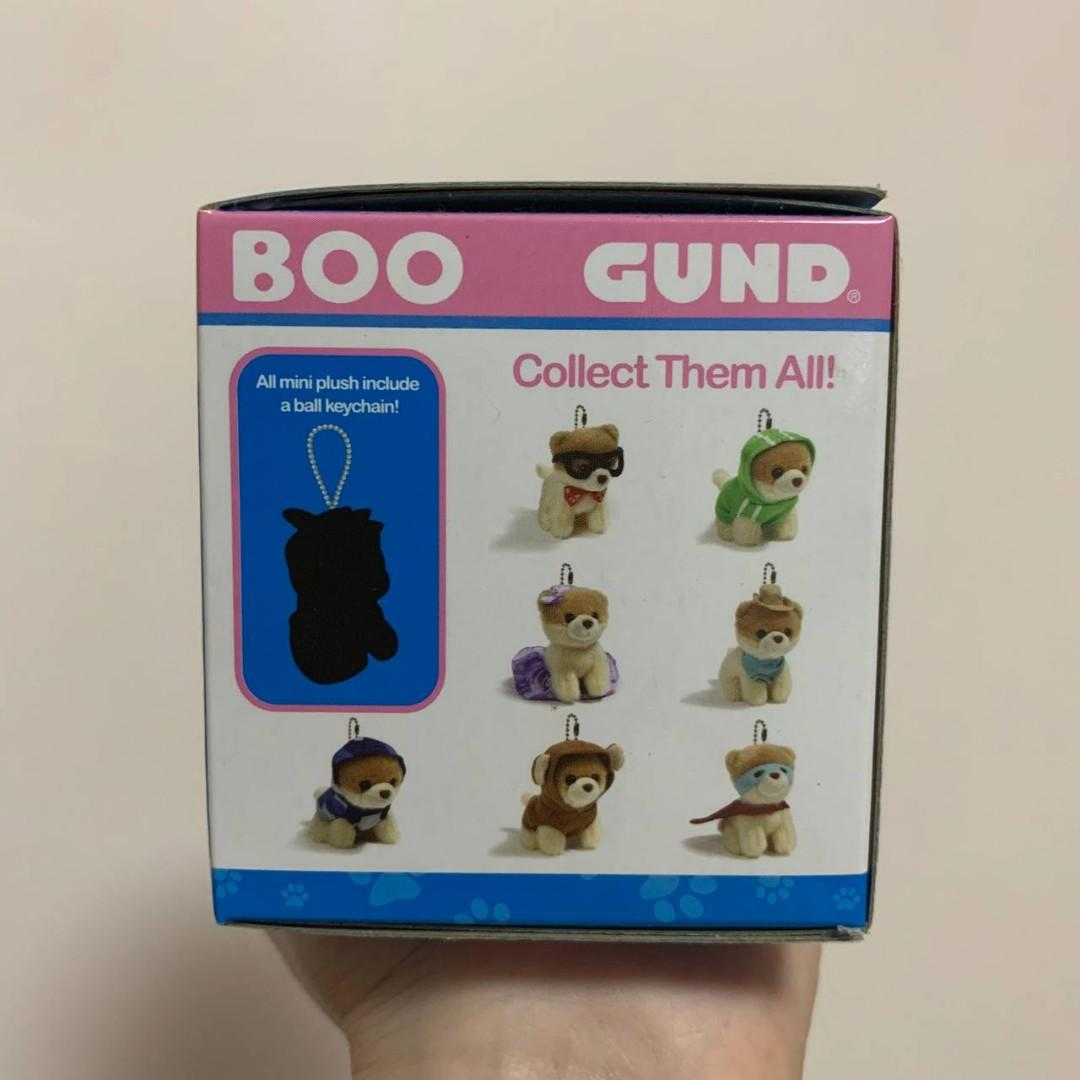 BOO GUND®
Collect Them All!
All mini plush include
a ball keychain!